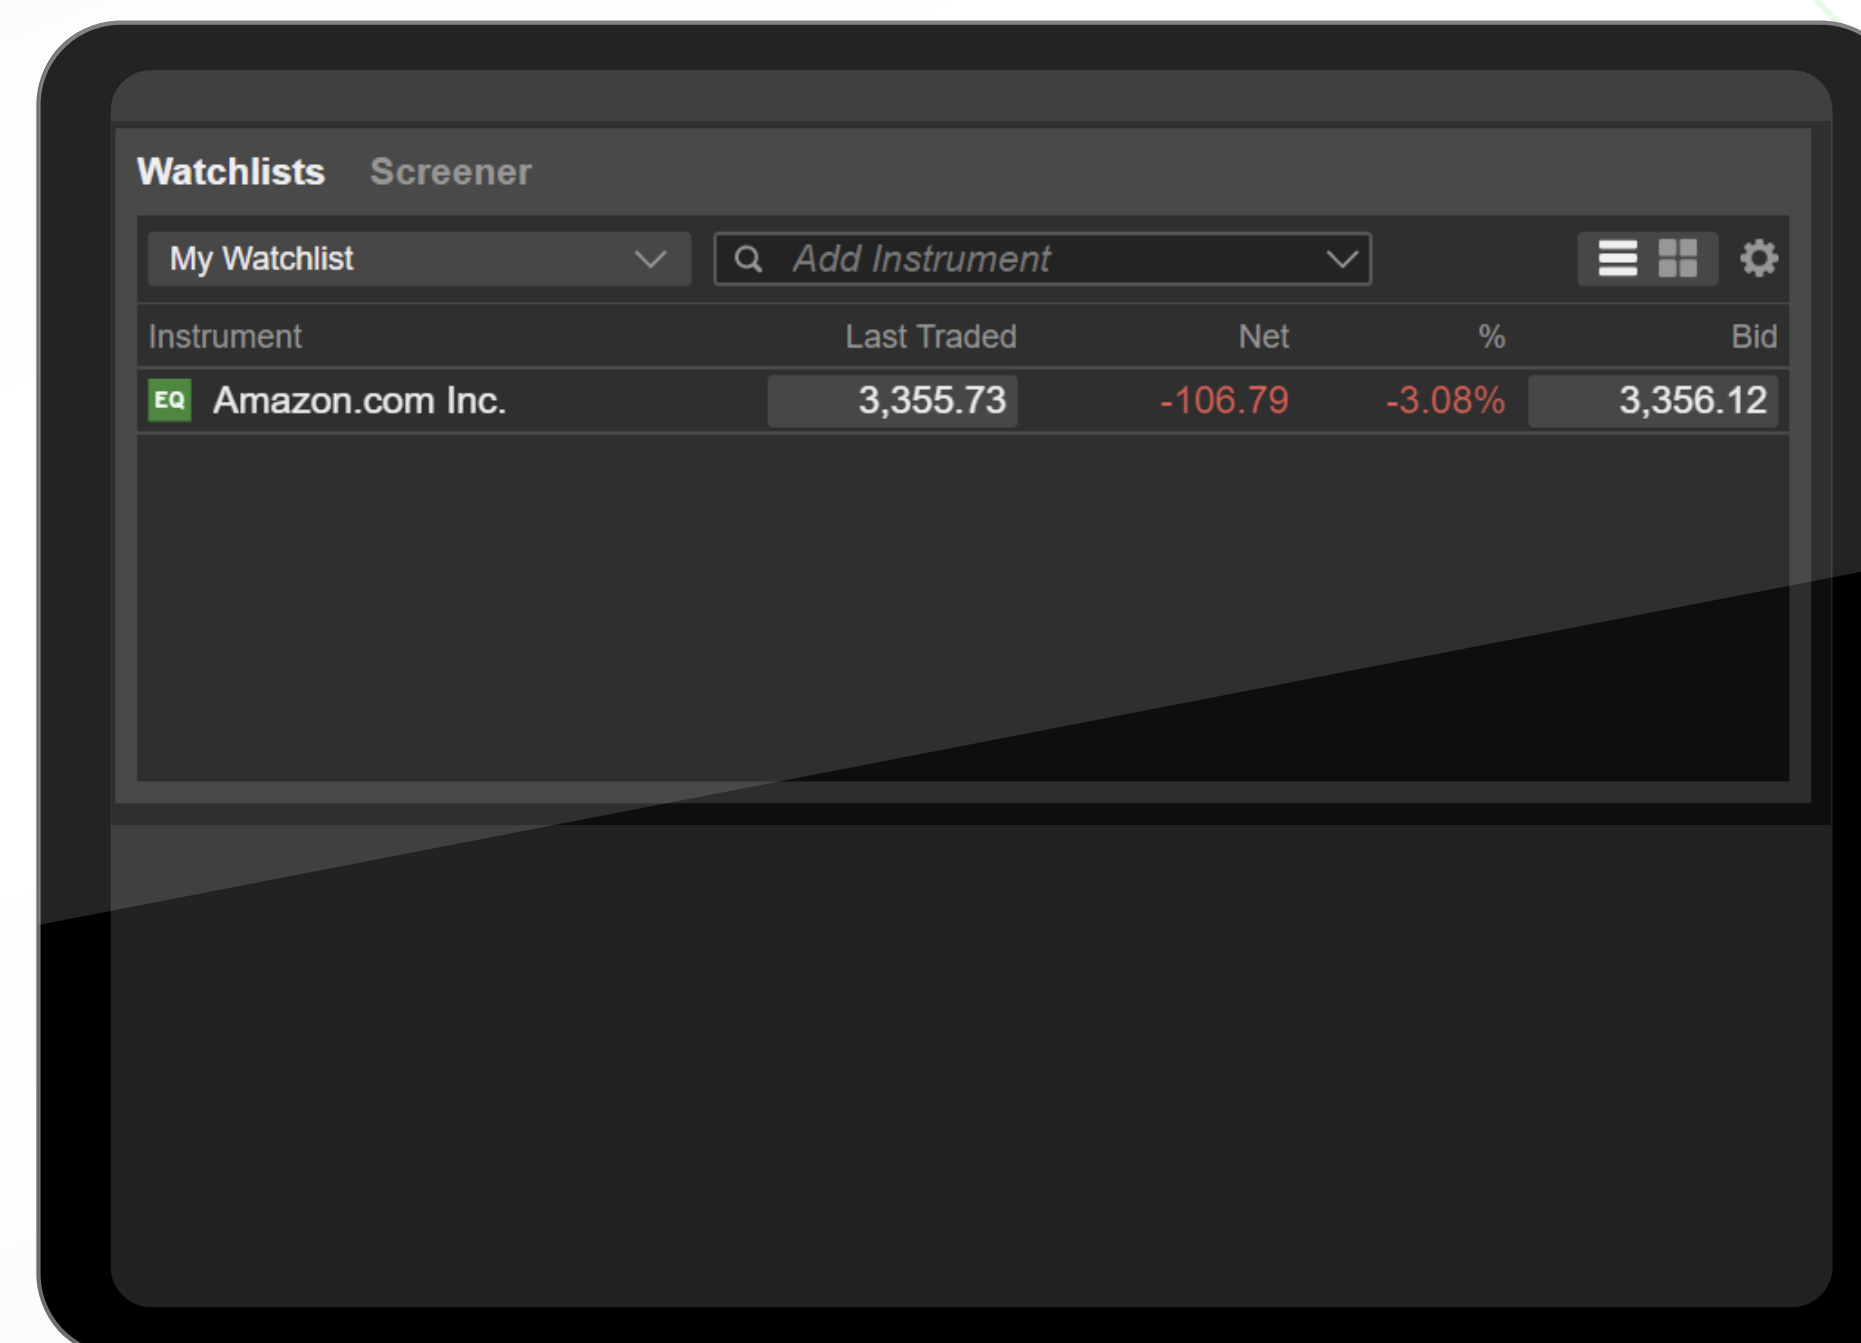 Watchlists Screener
My Watchlist Add Instrument
Instrument Last Traded Net % Bid
EQ Amazon.com Inc. 3,355.73 -106.79 -3.08% 3,356.12